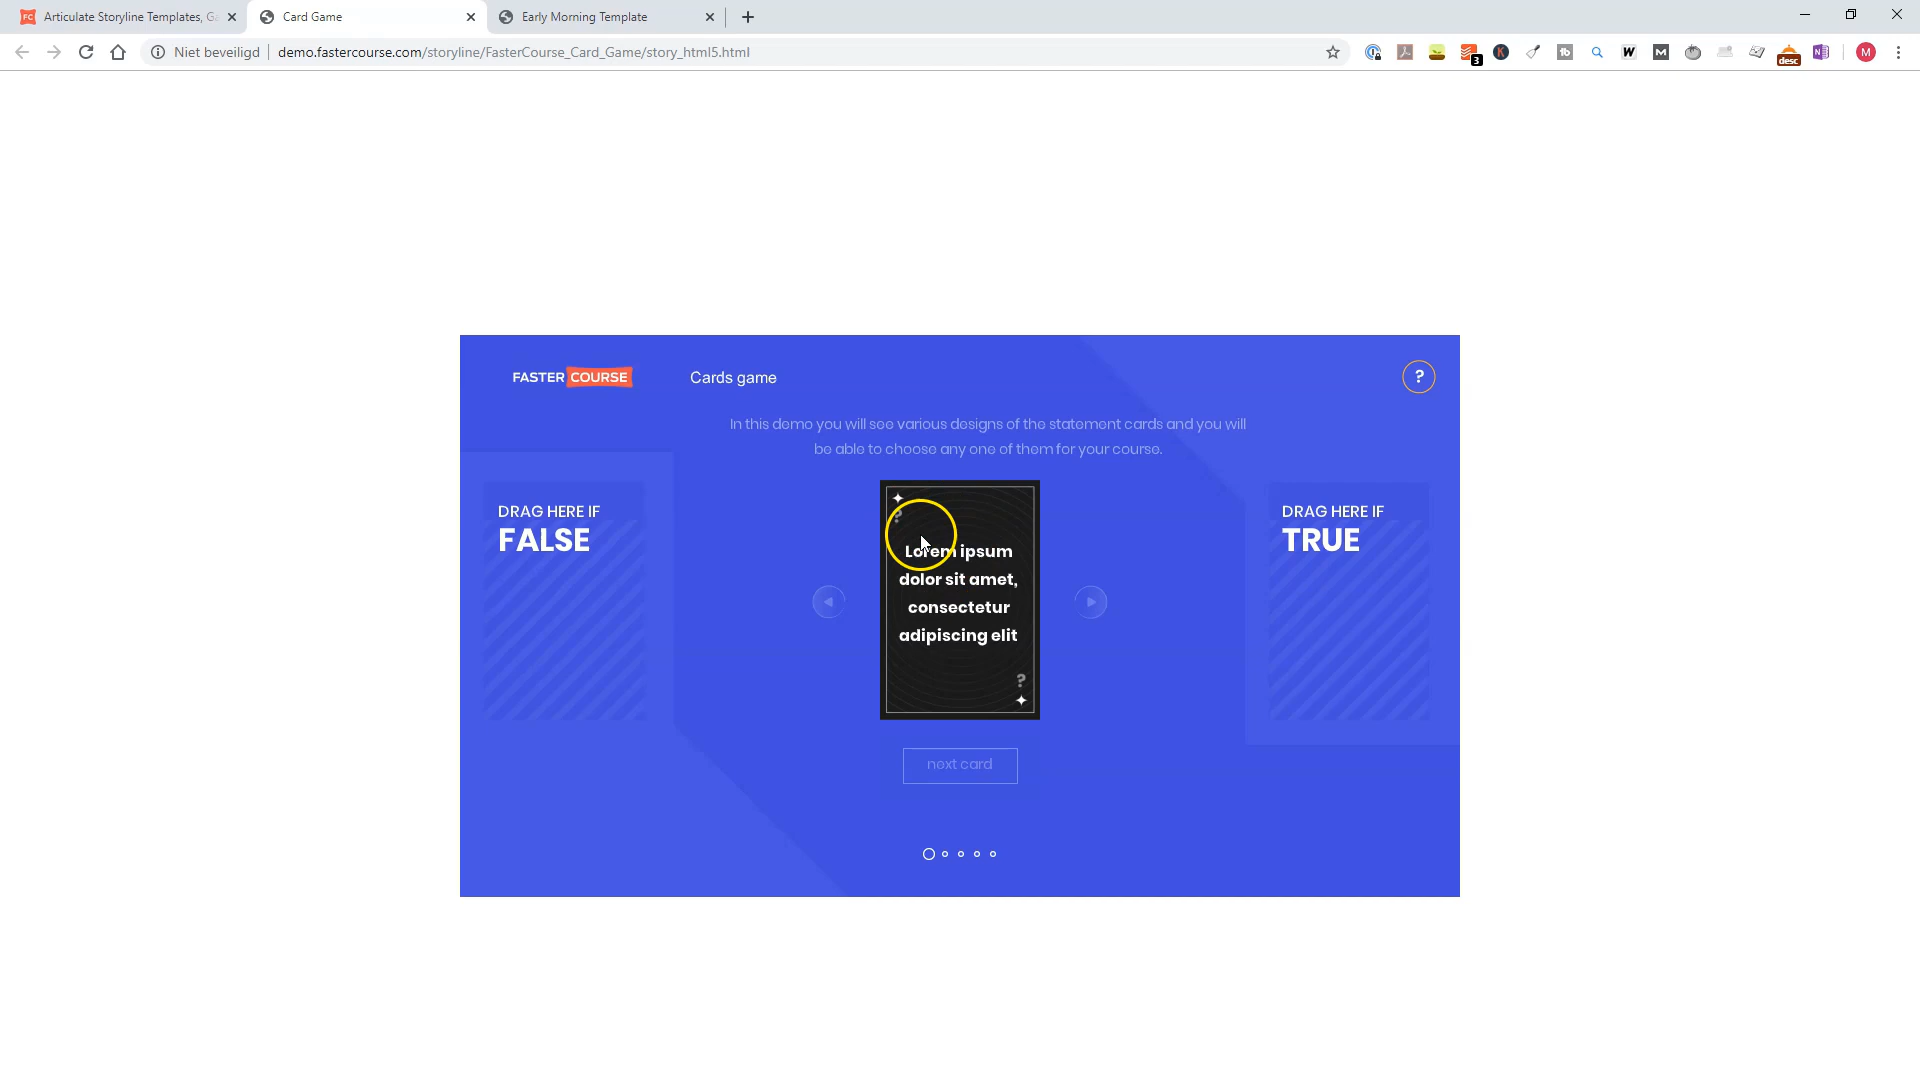 Articulate Storyline Templates, Ga
Card Game
Early Morning Template
Niet beveiligd
demo.fastercourse.com/storyline/FasterCourse_Card_Game/story_html5.html
3
K
tb
W
M
desc
N
M
FASTER COURSE
Cards game
?
In this demo you will see various designs of the statement cards and you will
be able to choose any one of them for your course.
DRAG HERE IF
FALSE
?
Lorem ipsum
dolor sit amet,
consectetur
adipiscing elit
?
DRAG HERE IF
TRUE
next card